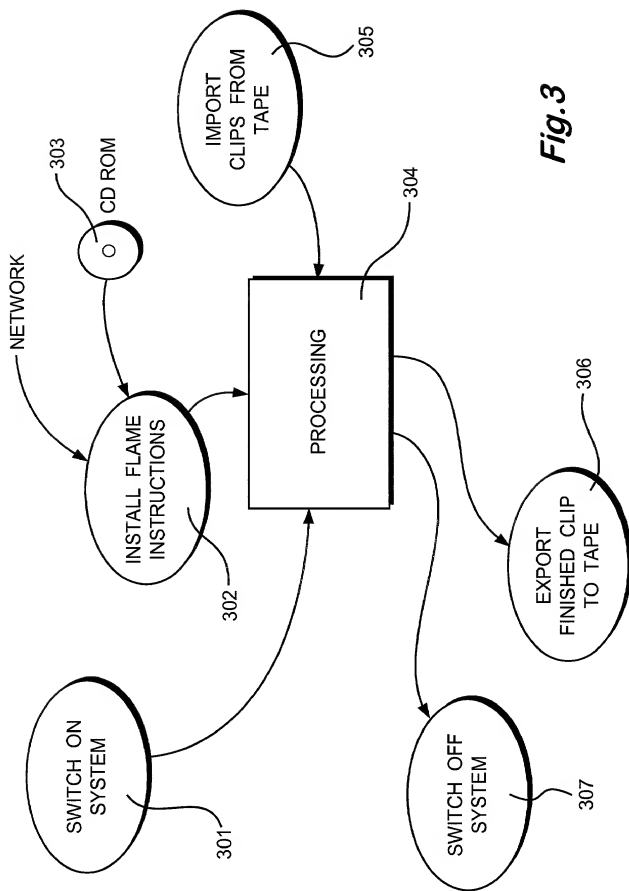 NETWORK
303
CD ROM
SWITCH ON
SYSTEM
301
INSTALL FLAME
INSTRUCTIONS
302
IMPORT
CLIPS FROM
TAPE
305
PROCESSING
304
SWITCH OFF
SYSTEM
307
EXPORT
FINISHED CLIP
TO TAPE
306
Fig.3